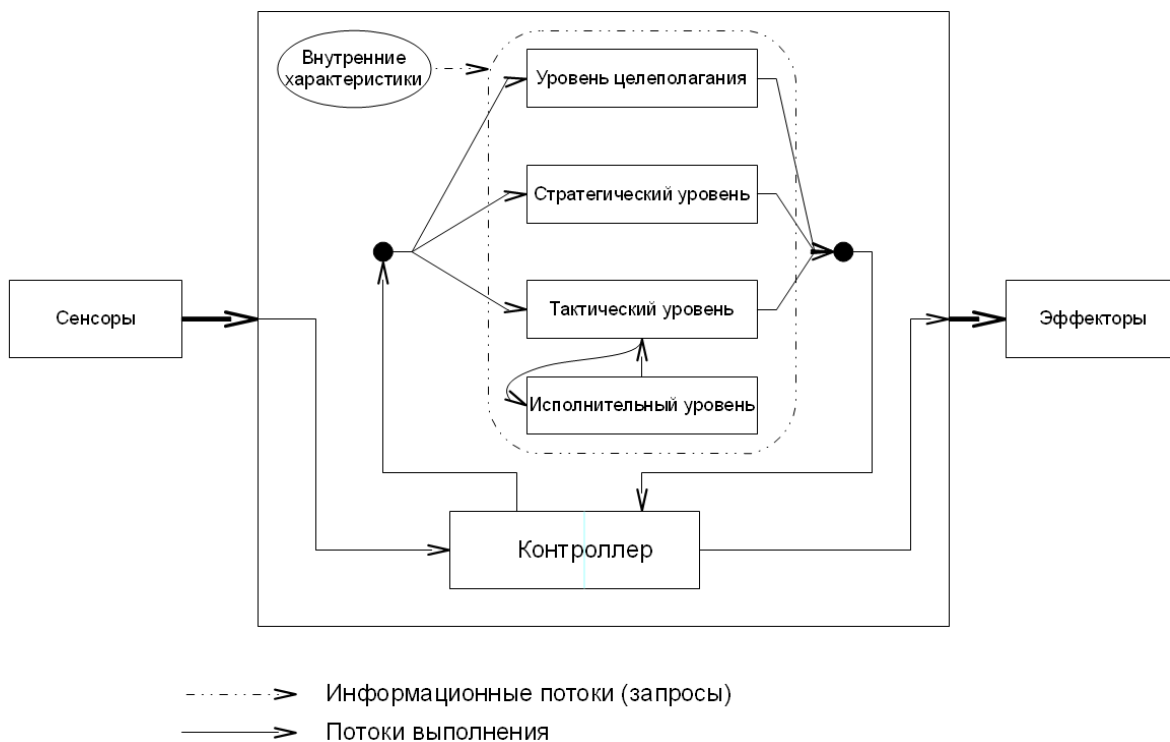 Внутренние
характеристики
Уровень целеполагания
Стратегический уровень
Тактический уровень
Исполнительный уровень
Сенсоры
Эффекторы
Контроллер
Информационные потоки (запросы)
Потоки выполнения